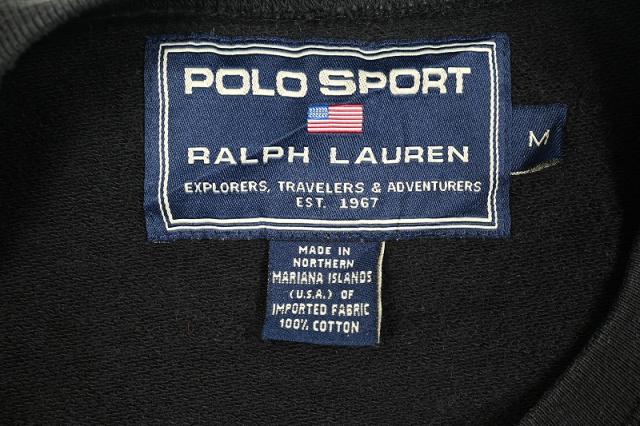 POLO SPORT
RALPH LAUREN
EXPLORERS, TRAVELERS & ADVENTURERS
EST. 1967
M
MADE IN
NORTHERN
MARIANA ISLANDS
(U.S.A.) OF
IMPORTED FABRIC
100% COTTON